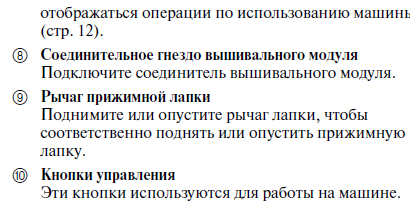 отображаться операции по использованию машины
(стр. 12).
⑧ Соединительное гнездо вышивального модуля
Подключите соединитель вышивального модуля.
⑨ Рычаг прижимной лапки
Поднимите или опустите рычаг лапки, чтобы
соответственно поднять или опустить прижимную
лапку.
⑩ Кнопки управления
Эти кнопки используются для работы на машине.